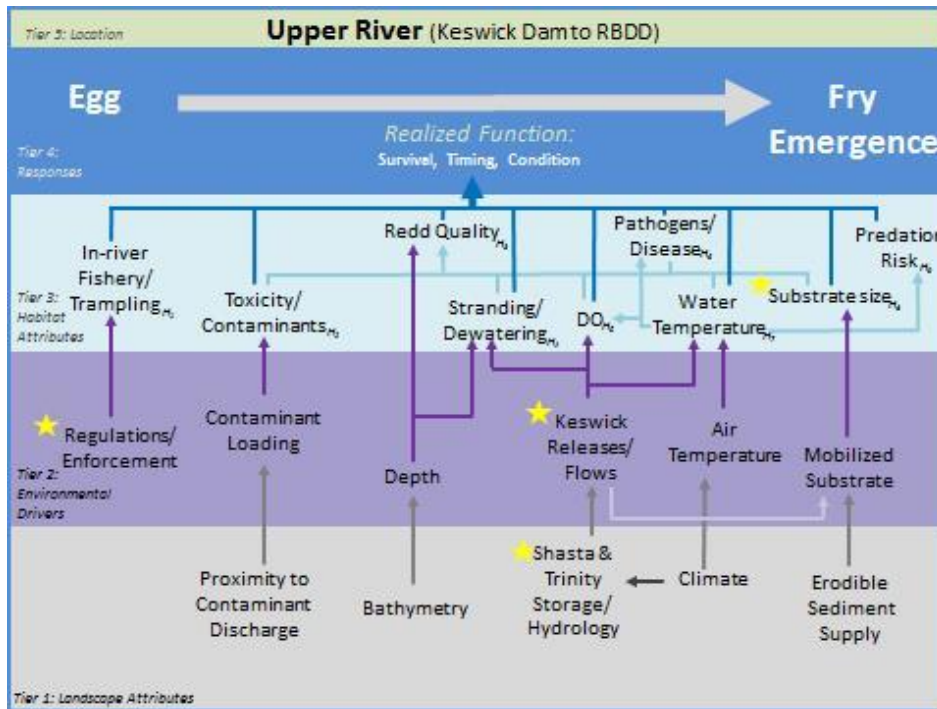 Tier 5: Location
Upper River (Keswick Dam to RBDD)
Egg
Fry
Emergence
Realized Function:
Survival, Timing, Condition
Tier 4:
Responses
In-river
Fishery/
Trampling
Toxicity/
Contaminants
Redd Quality
Stranding/
Dewatering
DO
Pathogens/
Disease
Water
Temperature
Substrate size
Predation
Risk
Tier 3:
Habitat
Attributes
Regulations/
Enforcement
Contaminant
Loading
Depth
Keswick
Releases/
Flows
Air
Temperature
Mobilized
Substrate
Tier 2:
Environmental
Drivers
Proximity to
Contaminant
Discharge
Bathymetry
Shasta &
Trinity
Storage/
Hydrology
Climate
Erodible
Sediment
Supply
Tier 1: Landscape Attributes